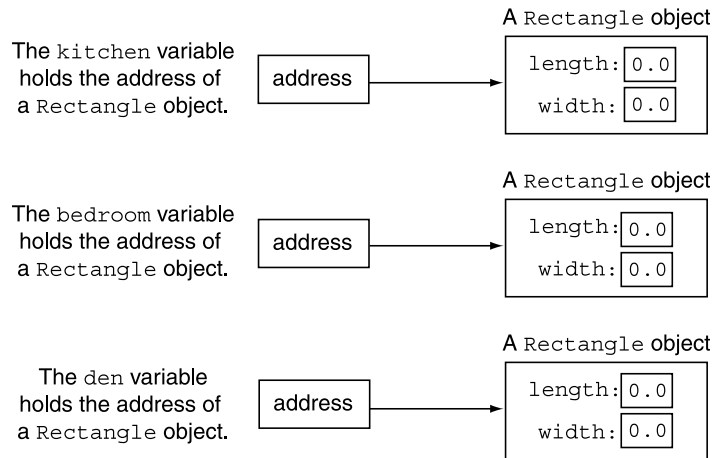 A Rectangle object
The kitchen variable
holds the address of
a Rectangle object.
address
length: 0.0
width: 0.0
A Rectangle object
The bedroom variable
holds the address of
a Rectangle object.
address
length: 0.0
width: 0.0
A Rectangle object
The den variable
holds the address of
a Rectangle object.
address
length: 0.0
width: 0.0